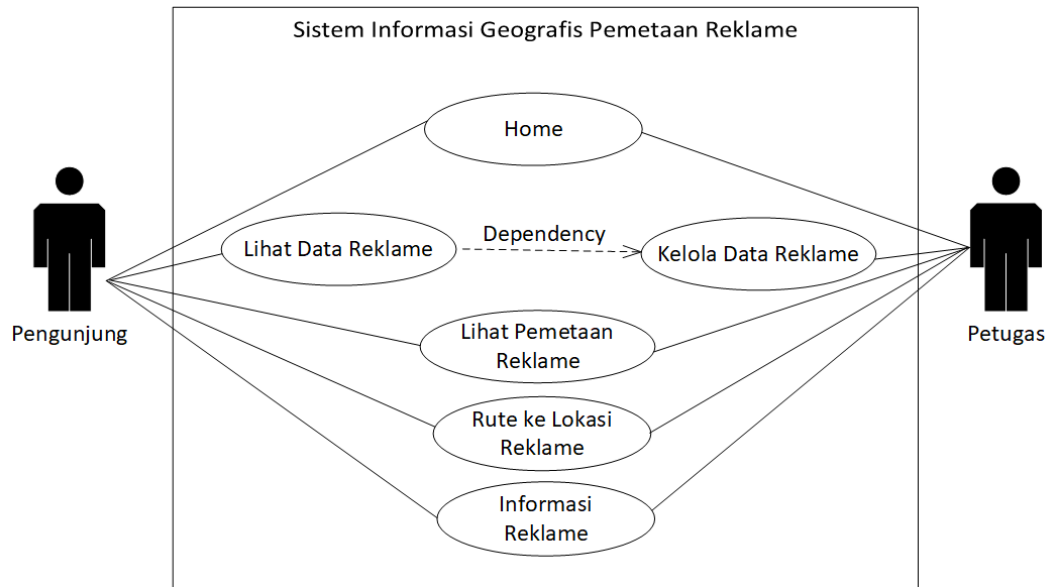 Sistem Informasi Geografis Pemetaan Reklame
Home
Lihat Data Reklame
Dependency
Kelola Data Reklame
Pengunjung
Petugas
Lihat Pemetaan
Reklame
Rute ke Lokasi
Reklame
Informasi
Reklame